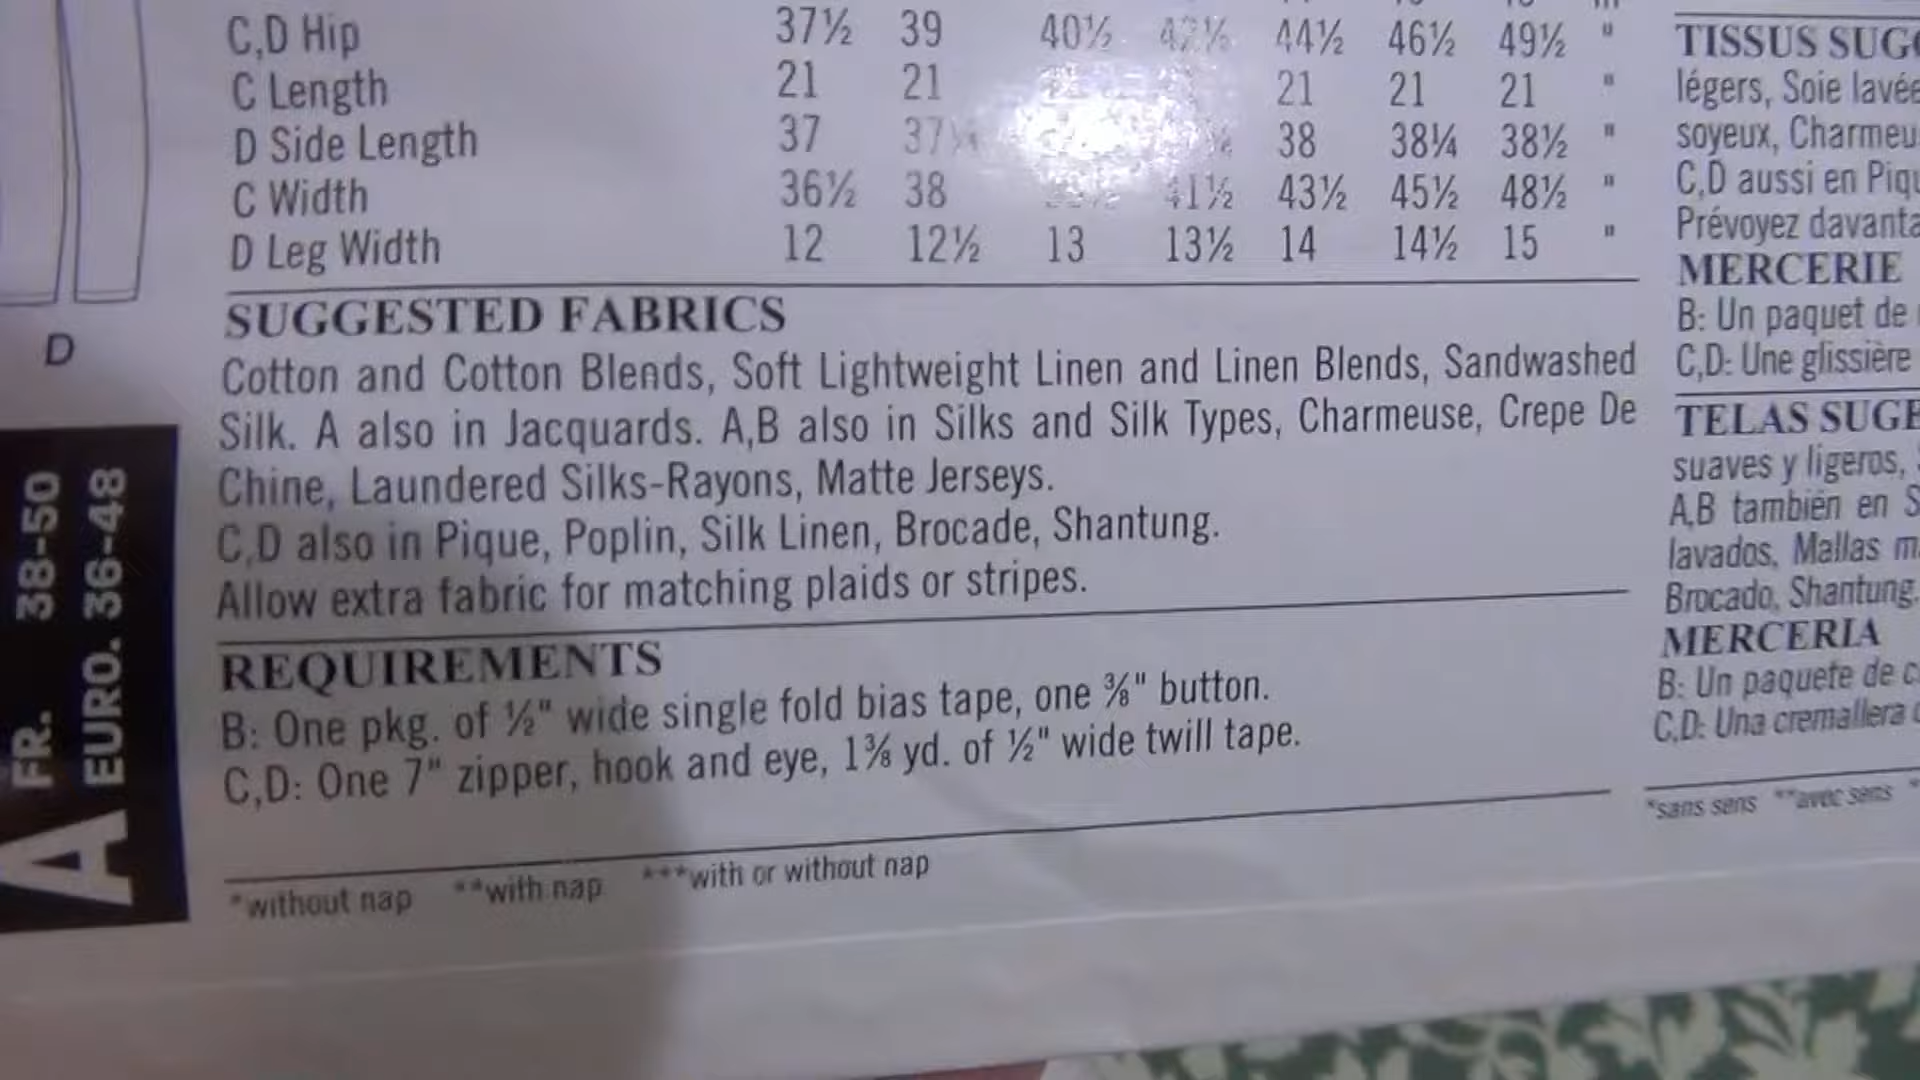 C,D Hip 37½ 39 40½ 42½ 44½ 46½ 49½ "
C Length 21 21 21 21 21 "
D Side Length 37 37¼ 38 38¼ 38½ "
C Width 36½ 38 41½ 43½ 45½ 48½ "
D Leg Width 12 12½ 13 13½ 14 14½ 15 "
SUGGESTED FABRICS
Cotton and Cotton Blends, Soft Lightweight Linen and Linen Blends, Sandwashed
Silk. A also in Jacquards. A,B also in Silks and Silk Types, Charmeuse, Crepe De
Chine, Laundered Silks-Rayons, Matte Jerseys.
C,D also in Pique, Poplin, Silk Linen, Brocade, Shantung.
Allow extra fabric for matching plaids or stripes.
REQUIREMENTS
B: One pkg. of ½" wide single fold bias tape, one ⅜" button.
C,D: One 7" zipper, hook and eye, 1⅜ yd. of ½" wide twill tape.
*without nap **with nap ***with or without nap
D
A
FR. 38-50
EURO. 36-48
TISSUS
légers, Soie lavée
soyeux,
C,D aussi en
Prévoyez
MERCERIE
B: Un paquet de
C,D: Une glissière
TELAS
suaves y ligeros,
A,B también en
lavados, Mallas
Brocado, Shantung.
MERCERIA
B: Un paquete de
C,D: Una cremallera
*sans sens **avec sens